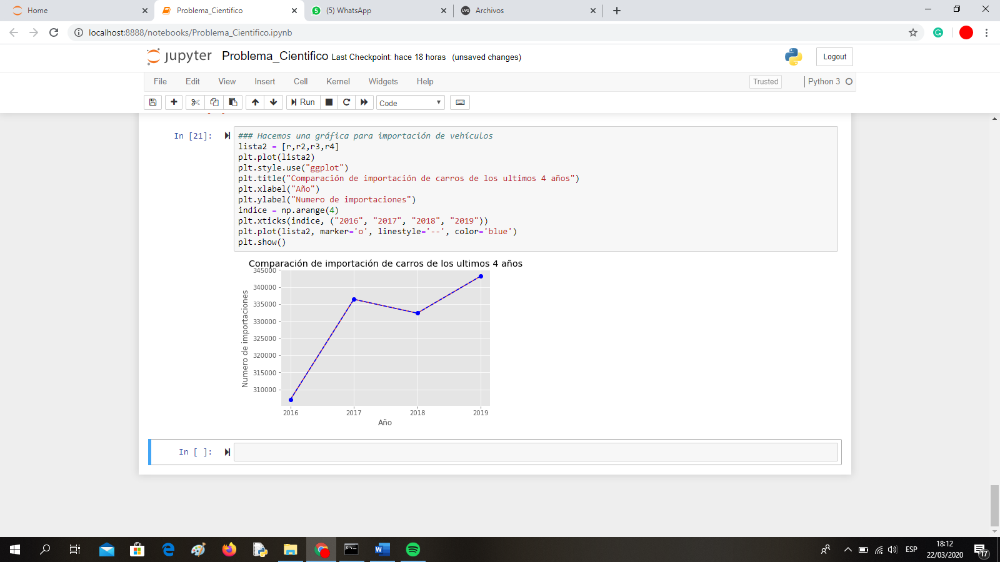 Home
Problema_Cientifico
(5) WhatsApp
Archivos
localhost:8888/notebooks/Problema_Cientifico.ipynb
jupyter Problema_Cientifico Last Checkpoint: hace 18 horas (unsaved changes)
Logout
File Edit View Insert Cell Kernel Widgets Help
Trusted
Python 3
Run
Code
In [21]:
### Hacemos una gráfica para importación de vehículos
lista2 = [r,r2,r3,r4]
plt.plot(lista2)
plt.style.use("ggplot")
plt.title("Comparación de importación de carros de los ultimos 4 años")
plt.xlabel("Año")
plt.ylabel("Numero de importaciones")
indice = np.arange(4)
plt.xticks(indice, ("2016", "2017", "2018", "2019"))
plt.plot(lista2, marker='o', linestyle='--', color='blue')
plt.show()
Comparación de importación de carros de los ultimos 4 años
345000
340000
335000
330000
325000
320000
315000
310000
Numero de importaciones
2016 2017 2018 2019
Año
In [ ]:
ESP
18:12
22/03/2020
17